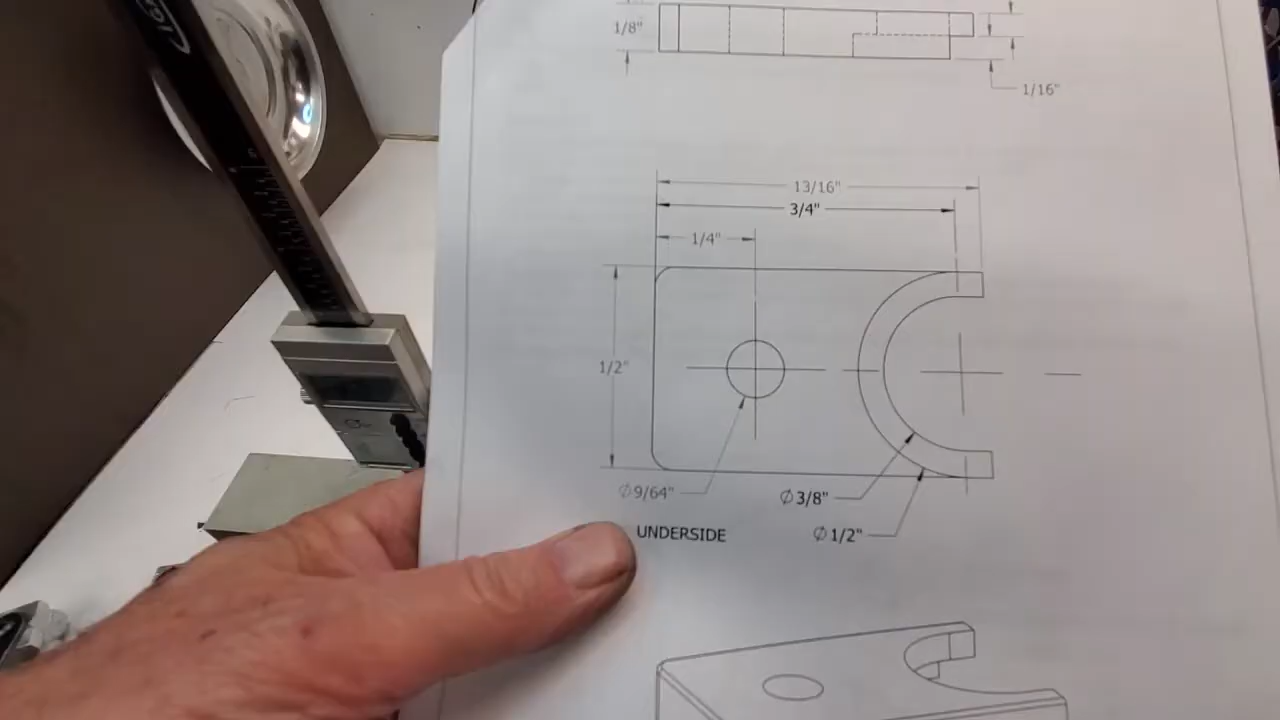 1/8"
1/16"
13/16"
3/4"
1/4"
1/2"
Ø9/64"
Ø3/8"
UNDERSIDE
Ø1/2"